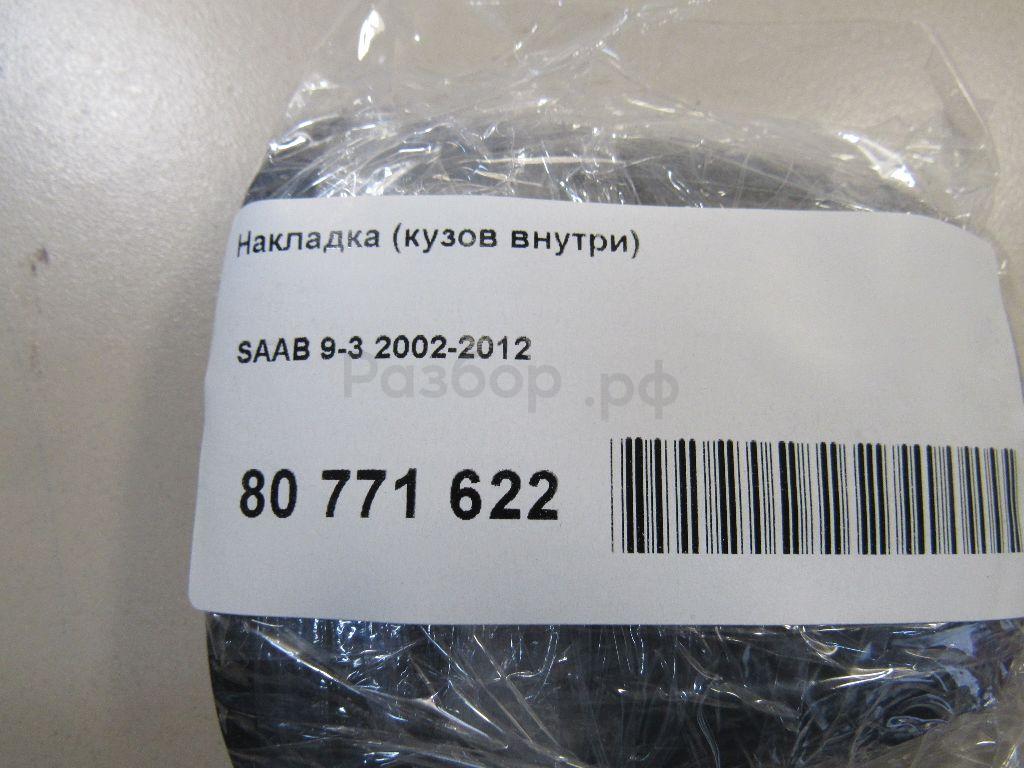 Накладка (кузов внутри)
SAAB 9-3 2002-2012
Разбор.рф
80 771 622